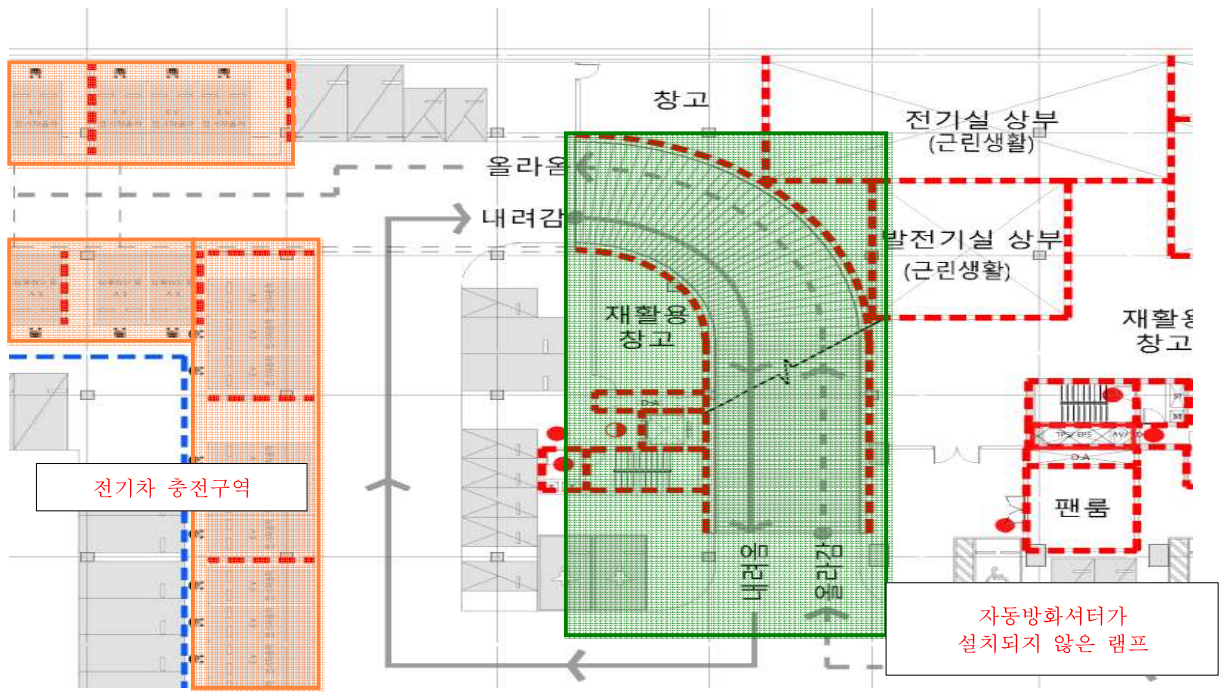 창고
전기실 상부
(근린생활)
올라옴
내려감
발전기실 상부
(근린생활)
재활용
창고
재활용
창고
D.A
TPS/EPS
D.A
전기차 충전구역
팬룸
내려옴
올라감
자동방화셔터가
설치되지 않은 램프